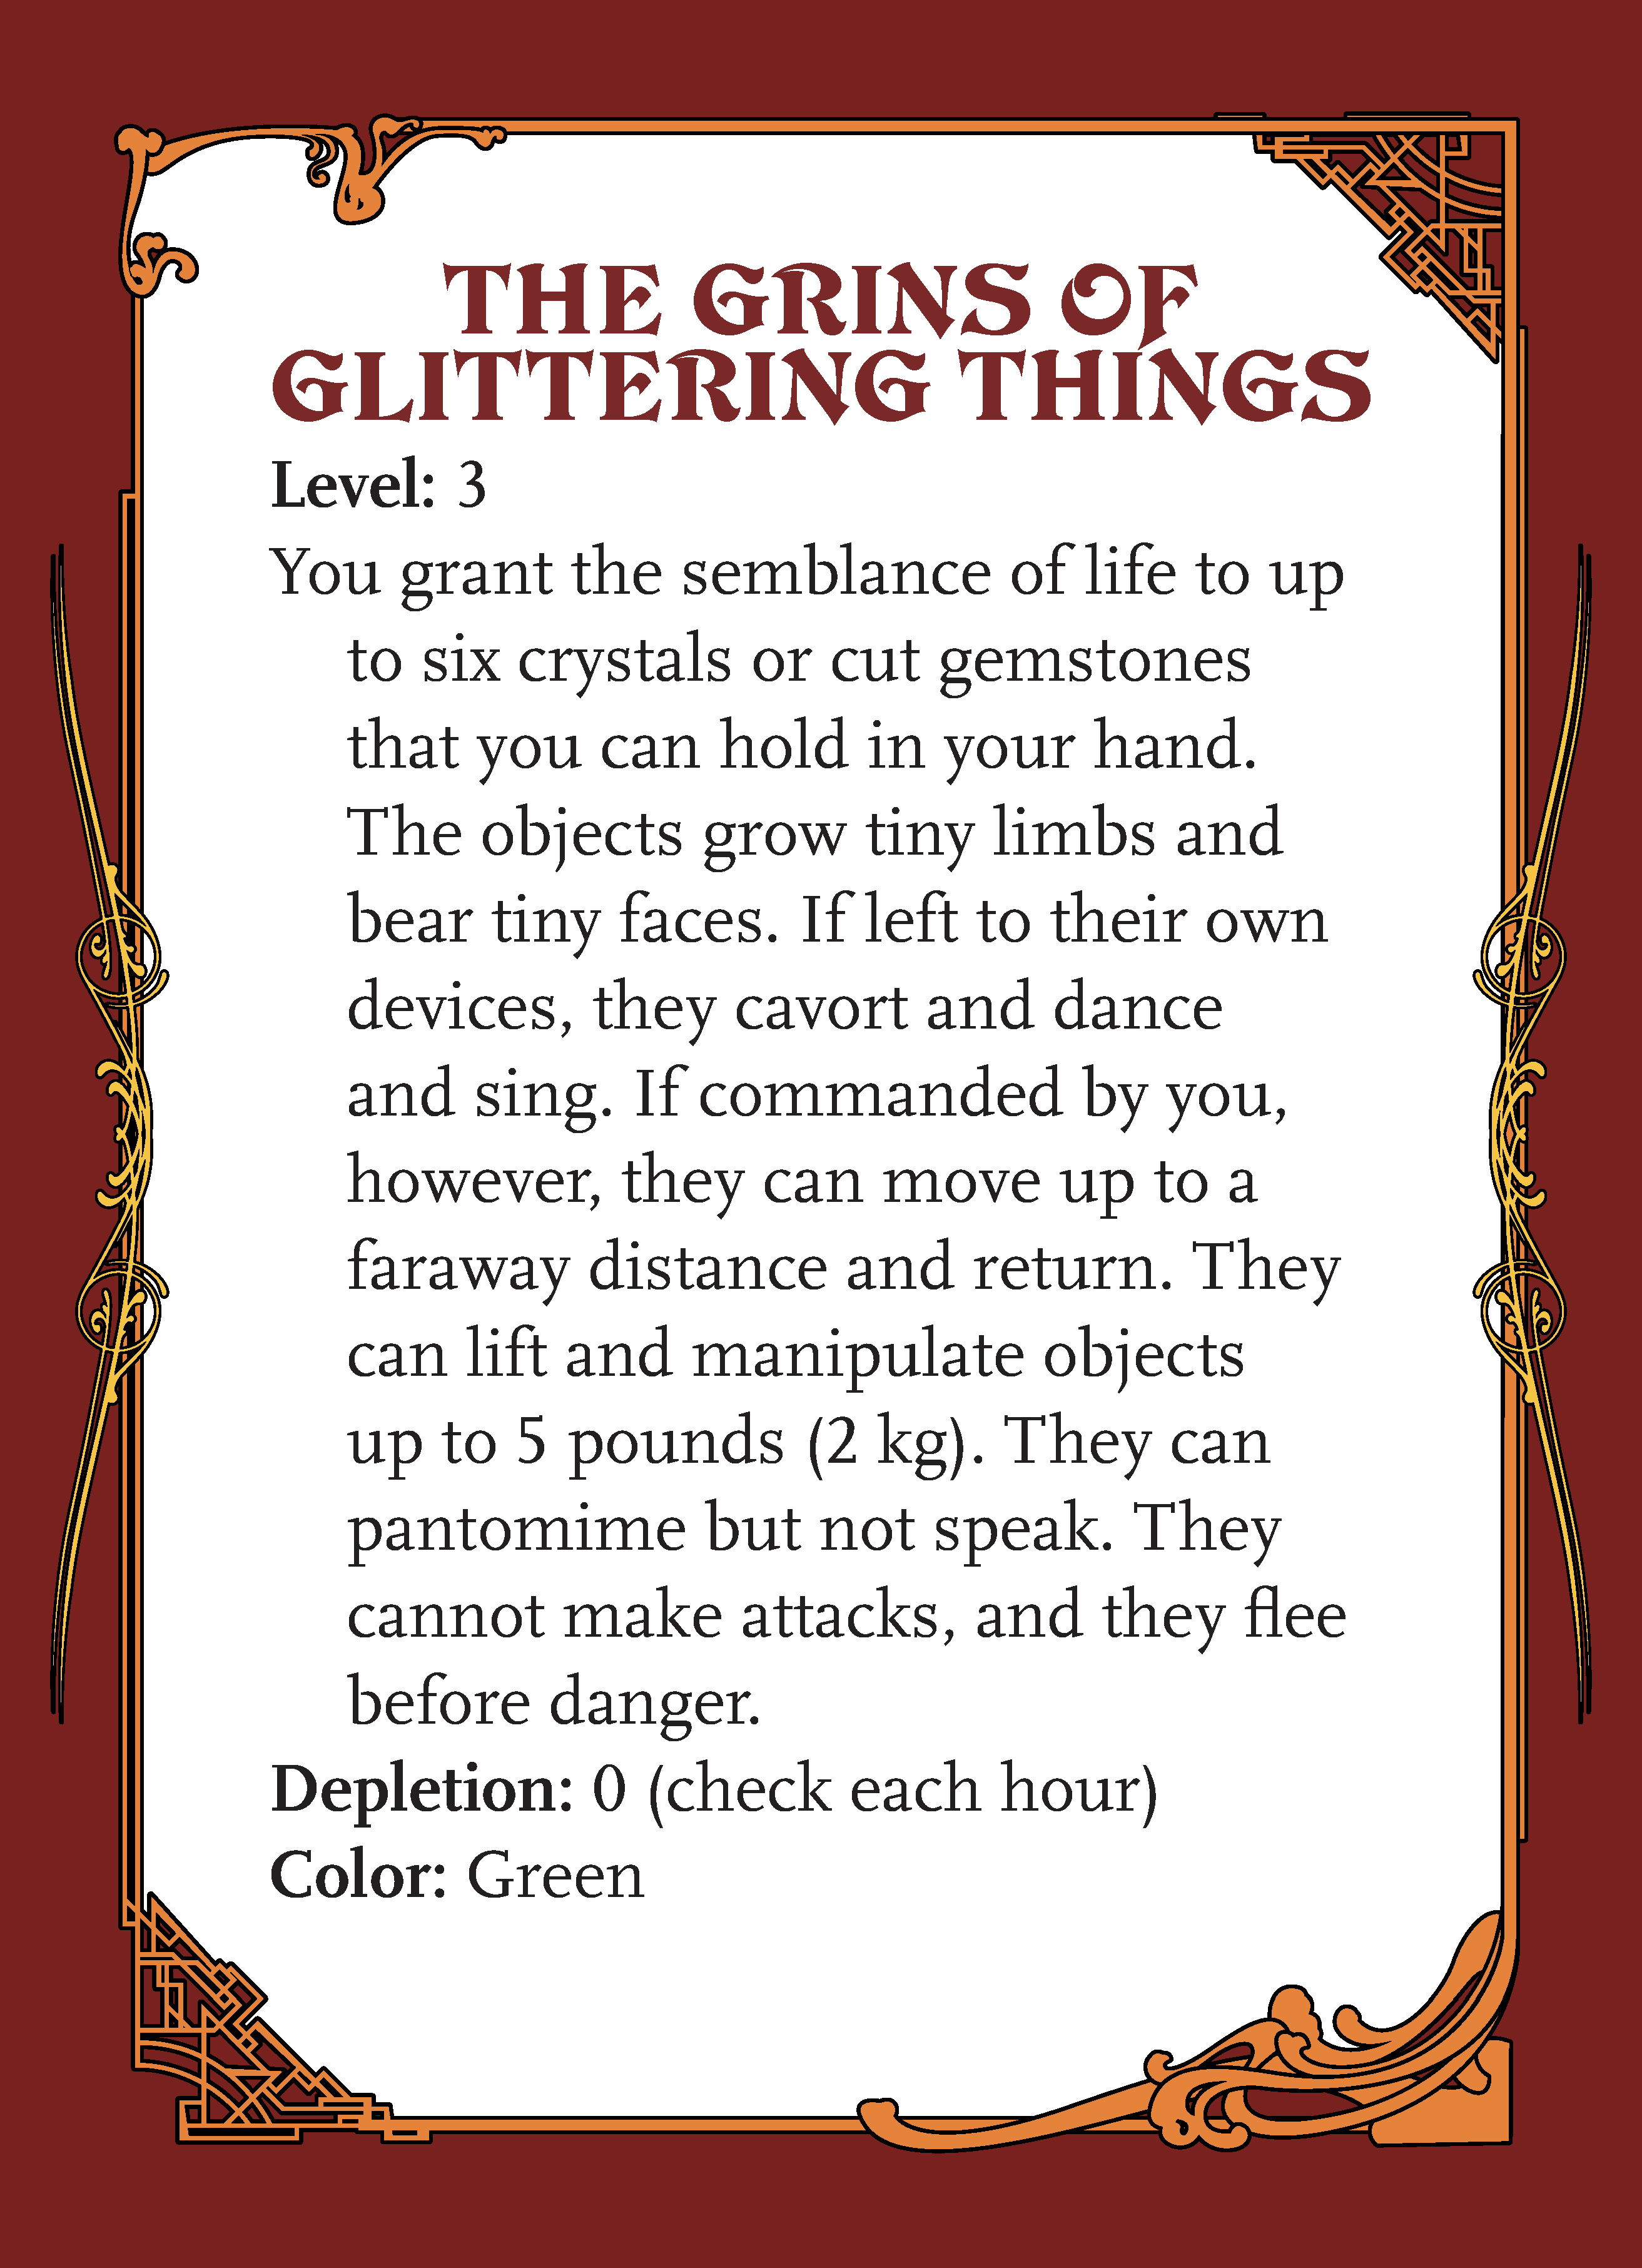 THE GRINS OF
GLITTERING THINGS
Level: 3
You grant the semblance of life to up
to six crystals or cut gemstones
that you can hold in your hand.
The objects grow tiny limbs and
bear tiny faces. If left to their own
devices, they cavort and dance
and sing. If commanded by you,
however, they can move up to a
faraway distance and return. They
can lift and manipulate objects
up to 5 pounds (2 kg). They can
pantomime but not speak. They
cannot make attacks, and they flee
before danger.
Depletion: 0 (check each hour)
Color: Green